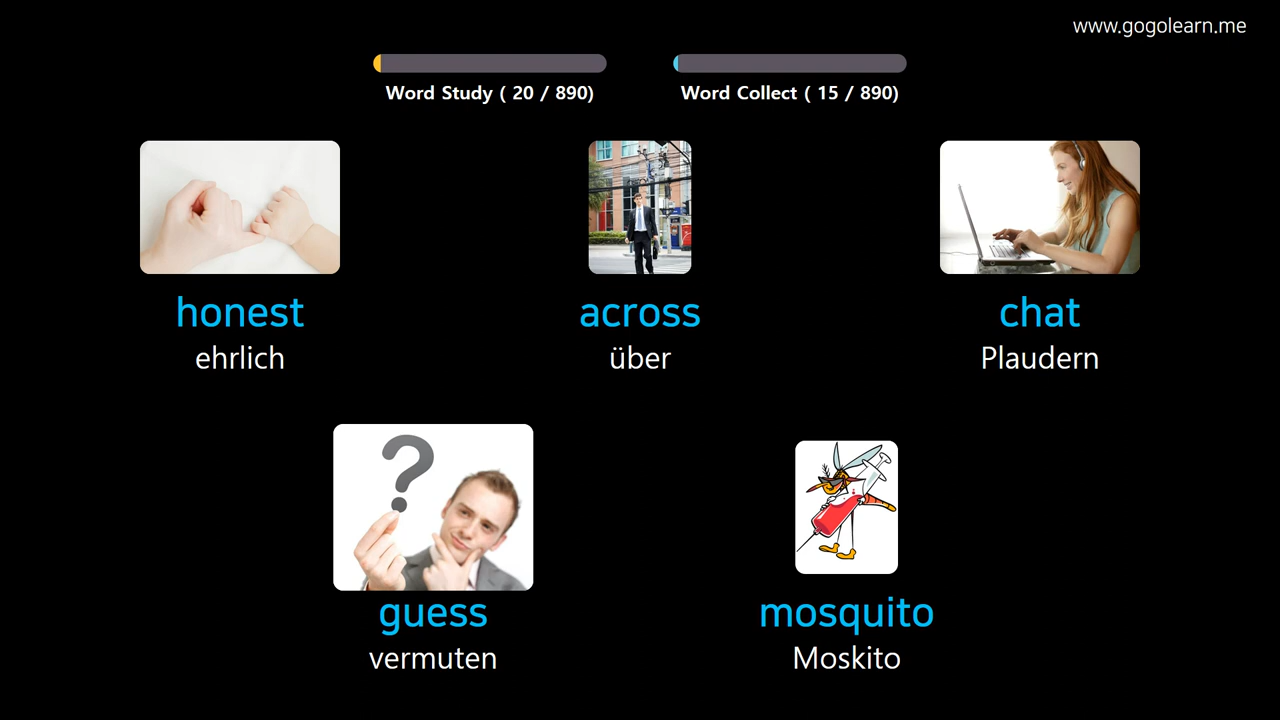 www.gogolearn.me
Word Study ( 20 / 890)
Word Collect ( 15 / 890)
honest
ehrlich
across
über
chat
Plaudern
guess
vermuten
mosquito
Moskito